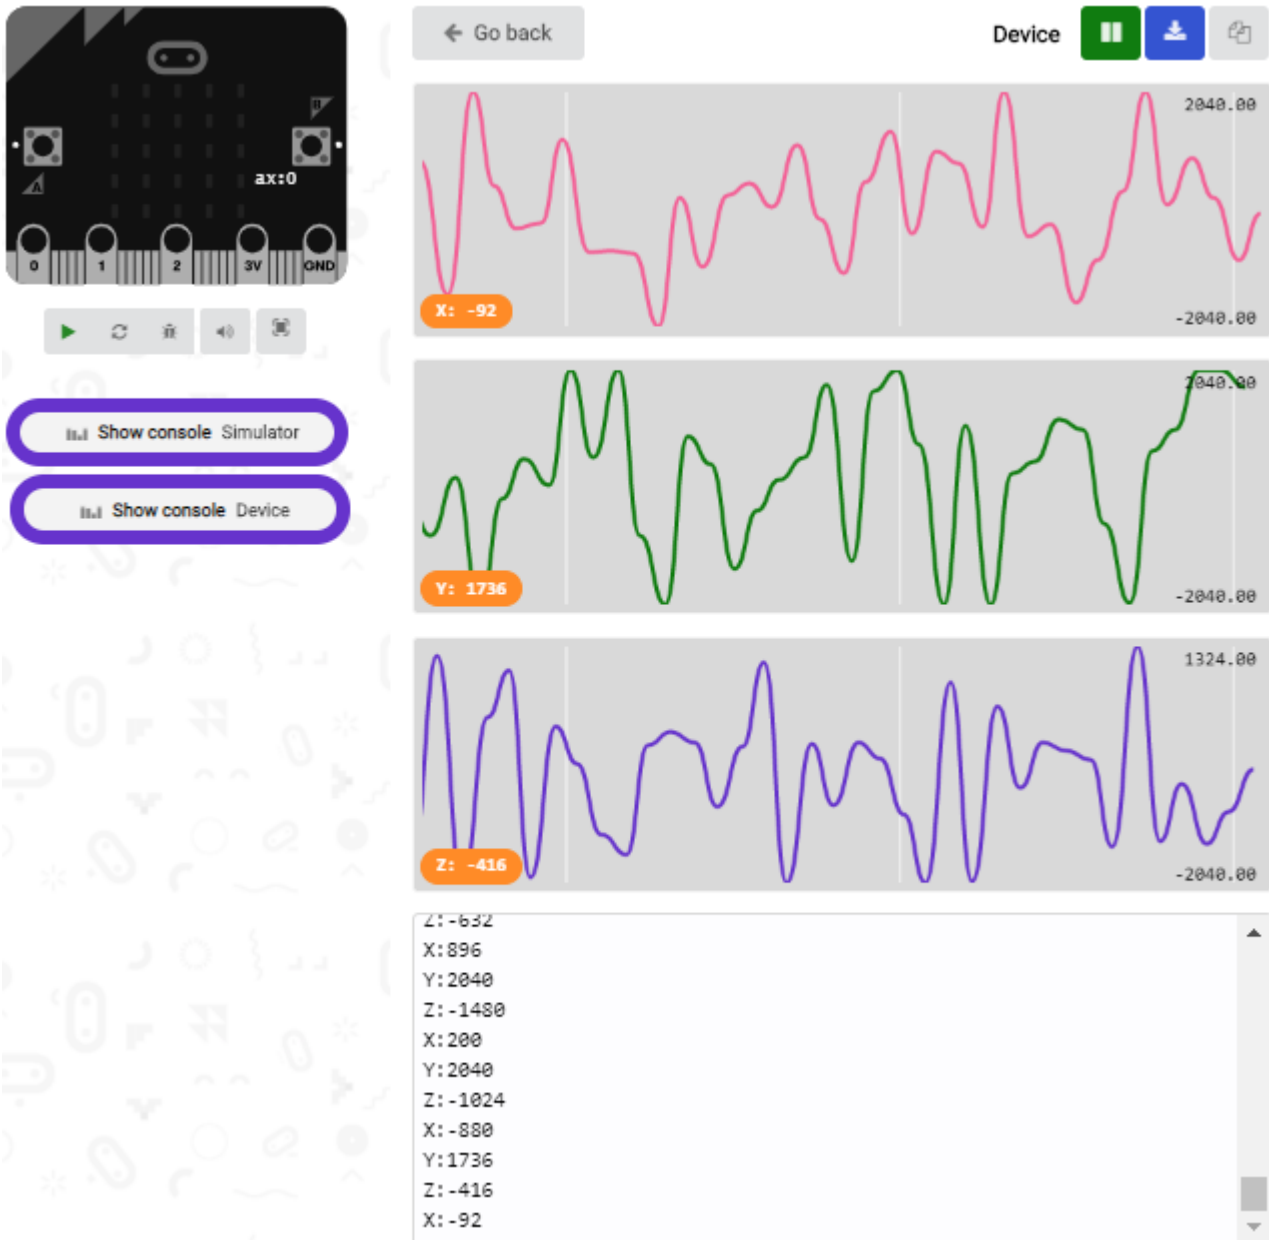 Go back
Device
B
A
ax:0
0 1 2 3V GND
Show console Simulator
Show console Device
2040.00
X: -92
-2040.00
2040.00
Y: 1736
-2040.00
1324.00
Z: -416
-2040.00
Z:-632
X:896
Y:2040
Z:-1480
X:200
Y:2040
Z:-1024
X:-880
Y:1736
Z:-416
X:-92